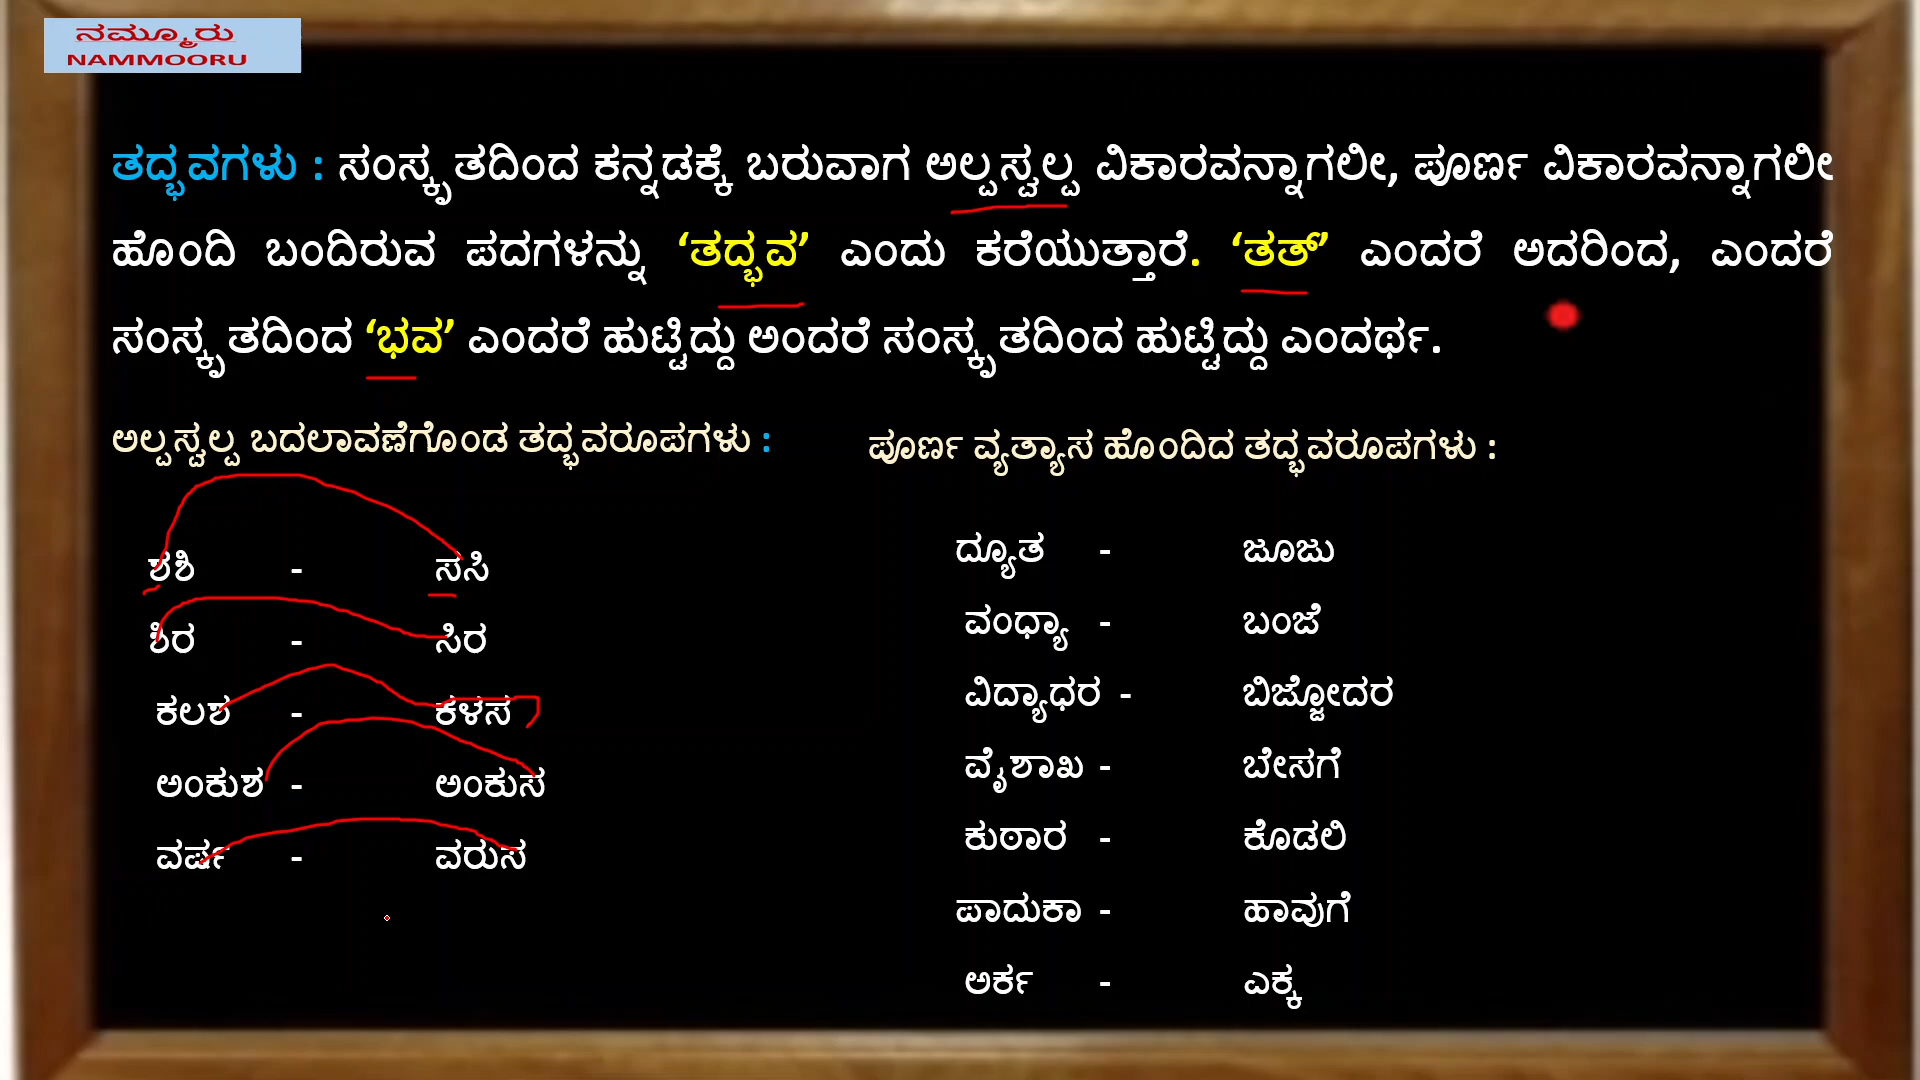 ನಮ್ಮೂರು
NAMMOORU
ತದ್ಭವಗಳು : ಸಂಸ್ಕೃತದಿಂದ ಕನ್ನಡಕ್ಕೆ ಬರುವಾಗ ಅಲ್ಪಸ್ವಲ್ಪ ವಿಕಾರವನ್ನಾಗಲೀ, ಪೂರ್ಣ ವಿಕಾರವನ್ನಾಗಲೀ
ಹೊಂದಿ ಬಂದಿರುವ ಪದಗಳನ್ನು ‘ತದ್ಭವ’ ಎಂದು ಕರೆಯುತ್ತಾರೆ. ‘ತತ್’ ಎಂದರೆ ಅದರಿಂದ, ಎಂದರೆ
ಸಂಸ್ಕೃತದಿಂದ ‘ಭವ’ ಎಂದರೆ ಹುಟ್ಟಿದ್ದು ಅಂದರೆ ಸಂಸ್ಕೃತದಿಂದ ಹುಟ್ಟಿದ್ದು ಎಂದರ್ಥ.
ಅಲ್ಪಸ್ವಲ್ಪ ಬದಲಾವಣೆಗೊಂಡ ತದ್ಭವರೂಪಗಳು :
ಶಶಿ - ಸಸಿ
ಶಿರ - ಸಿರ
ಕಲಶ - ಕಳಸ
ಅಂಕುಶ - ಅಂಕುಸ
ವರ್ಷ - ವರುಸ
ಪೂರ್ಣ ವ್ಯತ್ಯಾಸ ಹೊಂದಿದ ತದ್ಭವರೂಪಗಳು :
ದ್ಯೂತ - ಜೂಜು
ವಂಧ್ಯಾ - ಬಂಜೆ
ವಿದ್ಯಾಧರ - ಬಿಜ್ಜೋದರ
ವೈಶಾಖ - ಬೇಸಗೆ
ಕುಠಾರ - ಕೊಡಲಿ
ಪಾದುಕಾ - ಹಾವುಗೆ
ಅರ್ಕ - ಎಕ್ಕ